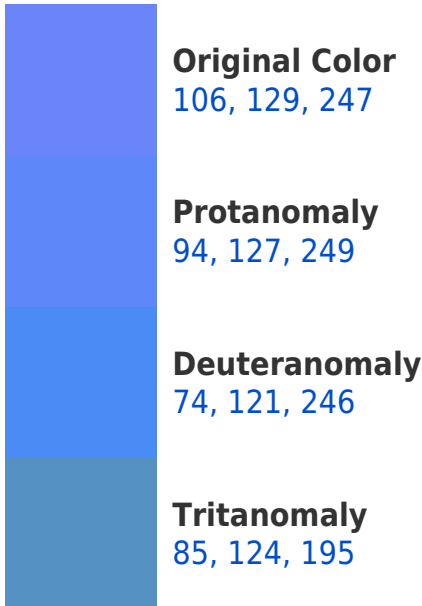 Original Color
106, 129, 247
Protanomaly
94, 127, 249
Deuteranomaly
74, 121, 246
Tritanomaly
85, 124, 195